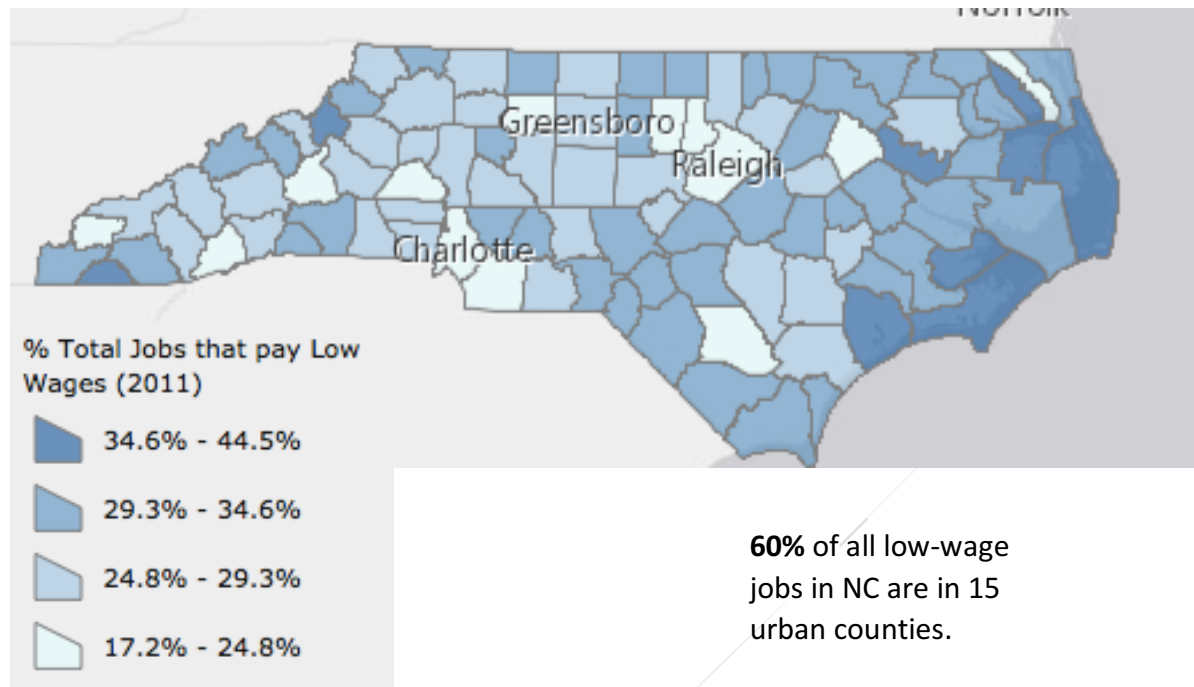 Norfolk
Greensboro
Raleigh
Charlotte
% Total Jobs that pay Low
Wages (2011)
34.6% - 44.5%
29.3% - 34.6%
24.8% - 29.3%
17.2% - 24.8%
60% of all low-wage
jobs in NC are in 15
urban counties.